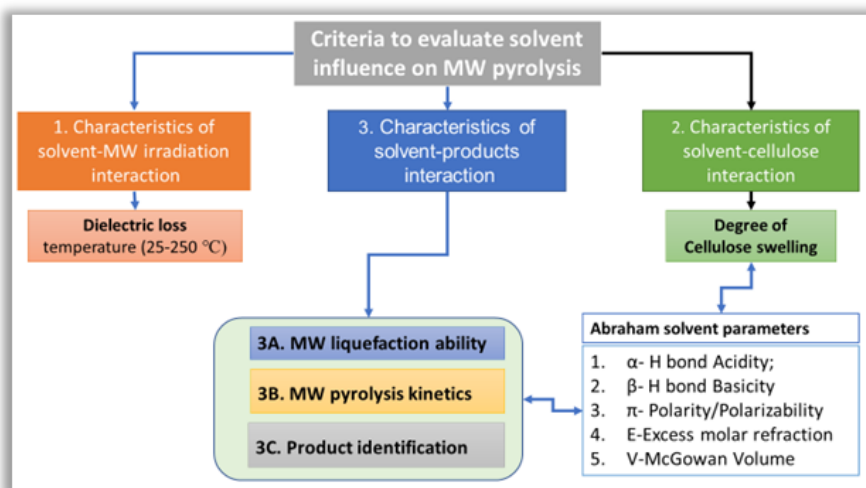 Criteria to evaluate solvent
influence on MW pyrolysis
1. Characteristics of
solvent-MW irradiation
interaction
3. Characteristics of
solvent-products
interaction
2. Characteristics of
solvent-cellulose
interaction
Dielectric loss
temperature (25-250 ℃)
Degree of
Cellulose swelling
3A. MW liquefaction ability
3B. MW pyrolysis kinetics
3C. Product identification
Abraham solvent parameters
1. α- H bond Acidity;
2. β- H bond Basicity
3. π- Polarity/Polarizability
4. E-Excess molar refraction
5. V-McGowan Volume